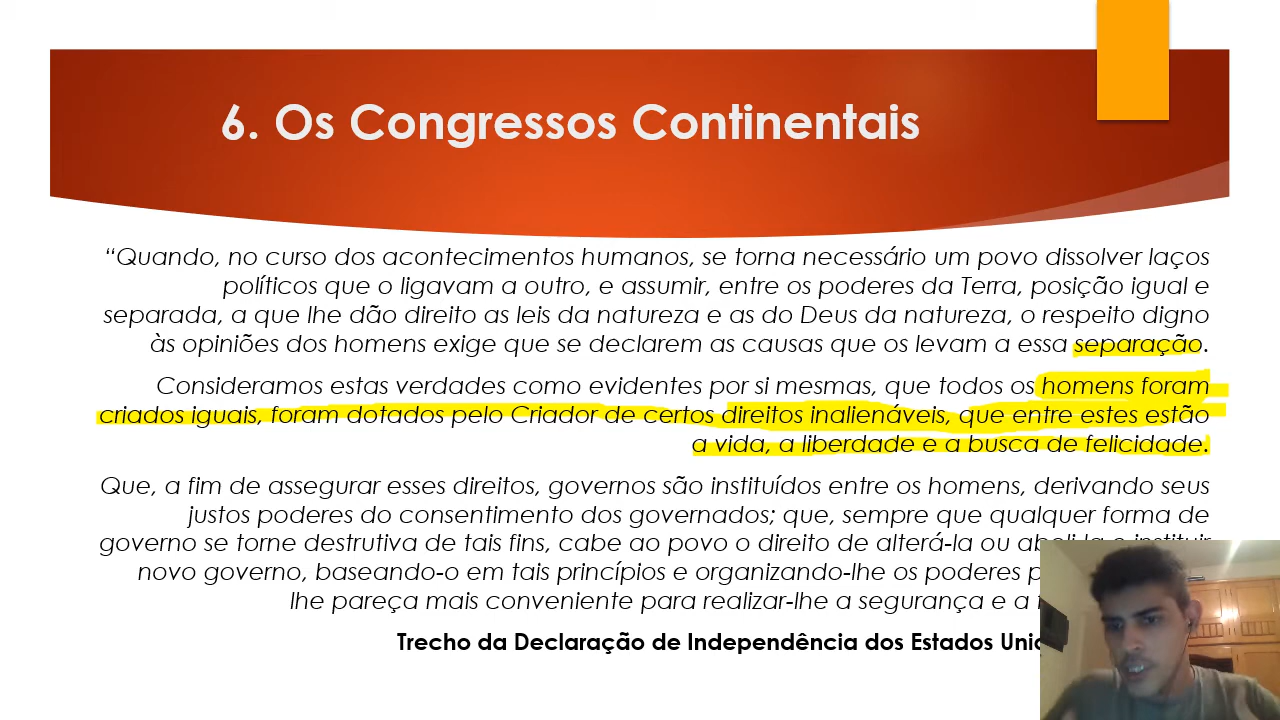 6. Os Congressos Continentais
“Quando, no curso dos acontecimentos humanos, se torna necessário um povo dissolver laços
políticos que o ligavam a outro, e assumir, entre os poderes da Terra, posição igual e
separada, a que lhe dão direito as leis da natureza e as do Deus da natureza, o respeito digno
às opiniões dos homens exige que se declarem as causas que os levam a essa separação.
Consideramos estas verdades como evidentes por si mesmas, que todos os homens foram
criados iguais, foram dotados pelo Criador de certos direitos inalienáveis, que entre estes estão
a vida, a liberdade e a busca de felicidade.
Que, a fim de assegurar esses direitos, governos são instituídos entre os homens, derivando seus
justos poderes do consentimento dos governados; que, sempre que qualquer forma de
governo se torne destrutiva de tais fins, cabe ao povo o direito de alterá-la ou aboli-la e instituir
novo governo, baseando-o em tais princípios e organizando-lhe os poderes
lhe pareça mais conveniente para realizar-lhe a segurança e a
Trecho da Declaração de Independência dos Estados